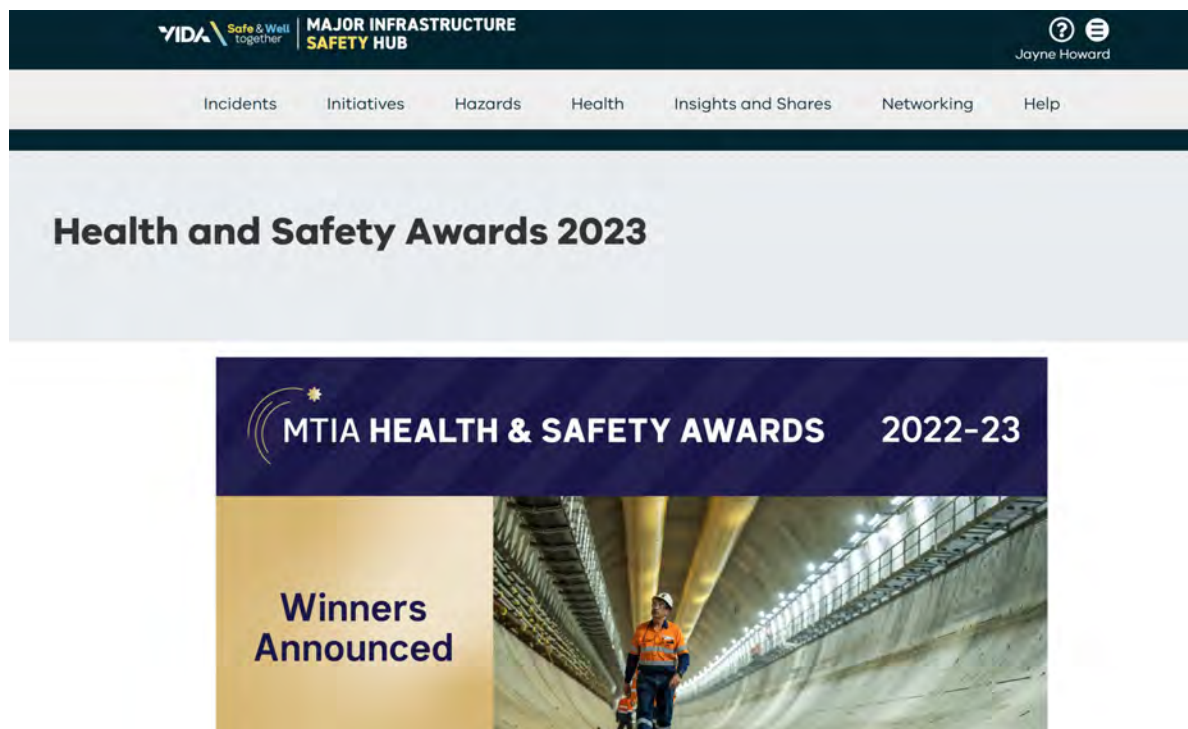 VIDA Safe & Well together
MAJOR INFRASTRUCTURE
SAFETY HUB
?
Jayne Howard
Incidents Initiatives Hazards Health Insights and Shares Networking Help
Health and Safety Awards 2023
MTIA HEALTH & SAFETY AWARDS 2022-23
Winners
Announced